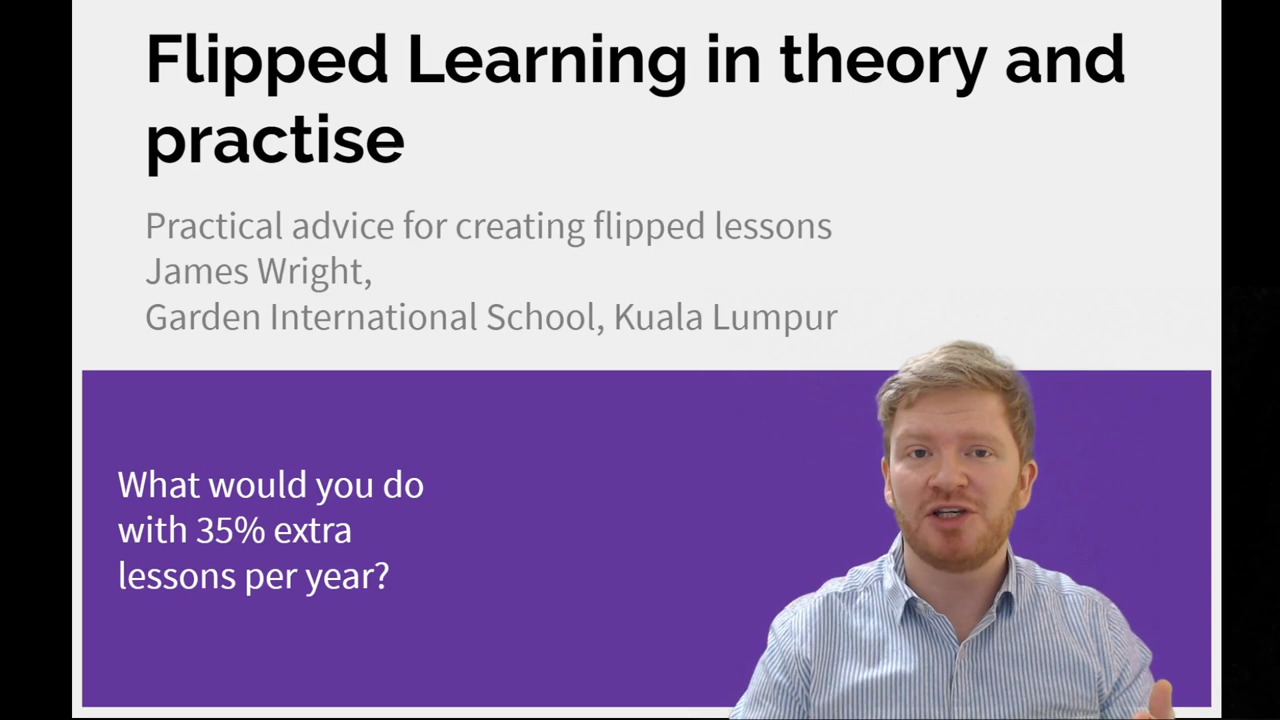 Flipped Learning in theory and
practise
Practical advice for creating flipped lessons
James Wright,
Garden International School, Kuala Lumpur
What would you do
with 35% extra
lessons per year?